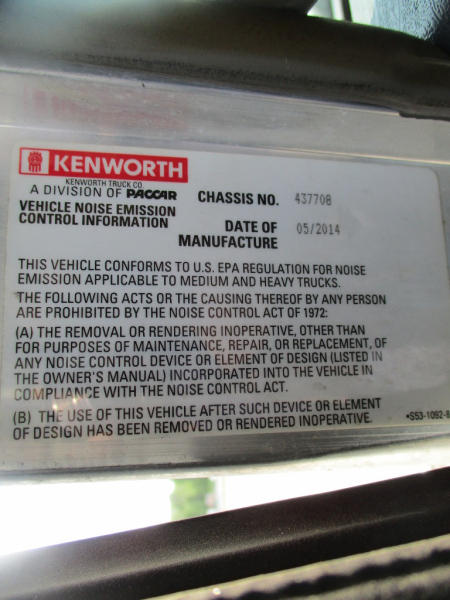 KENWORTH
KENWORTH TRUCK CO.
A DIVISION OF PACCAR
CHASSIS NO. 437708
VEHICLE NOISE EMISSION
CONTROL INFORMATION
DATE OF
MANUFACTURE
05/2014
THIS VEHICLE CONFORMS TO U.S. EPA REGULATION FOR NOISE
EMISSION APPLICABLE TO MEDIUM AND HEAVY TRUCKS.
THE FOLLOWING ACTS OR THE CAUSING THEREOF BY ANY PERSON
ARE PROHIBITED BY THE NOISE CONTROL ACT OF 1972:
(A) THE REMOVAL OR RENDERING INOPERATIVE, OTHER THAN
FOR PURPOSES OF MAINTENANCE, REPAIR, OR REPLACEMENT, OF
ANY NOISE CONTROL DEVICE OR ELEMENT OF DESIGN (LISTED IN
THE OWNER'S MANUAL) INCORPORATED INTO THE VEHICLE IN
COMPLIANCE WITH THE NOISE CONTROL ACT.
(B) THE USE OF THIS VEHICLE AFTER SUCH DEVICE OR ELEMENT
OF DESIGN HAS BEEN REMOVED OR RENDERED INOPERATIVE.
*S53-1092-8